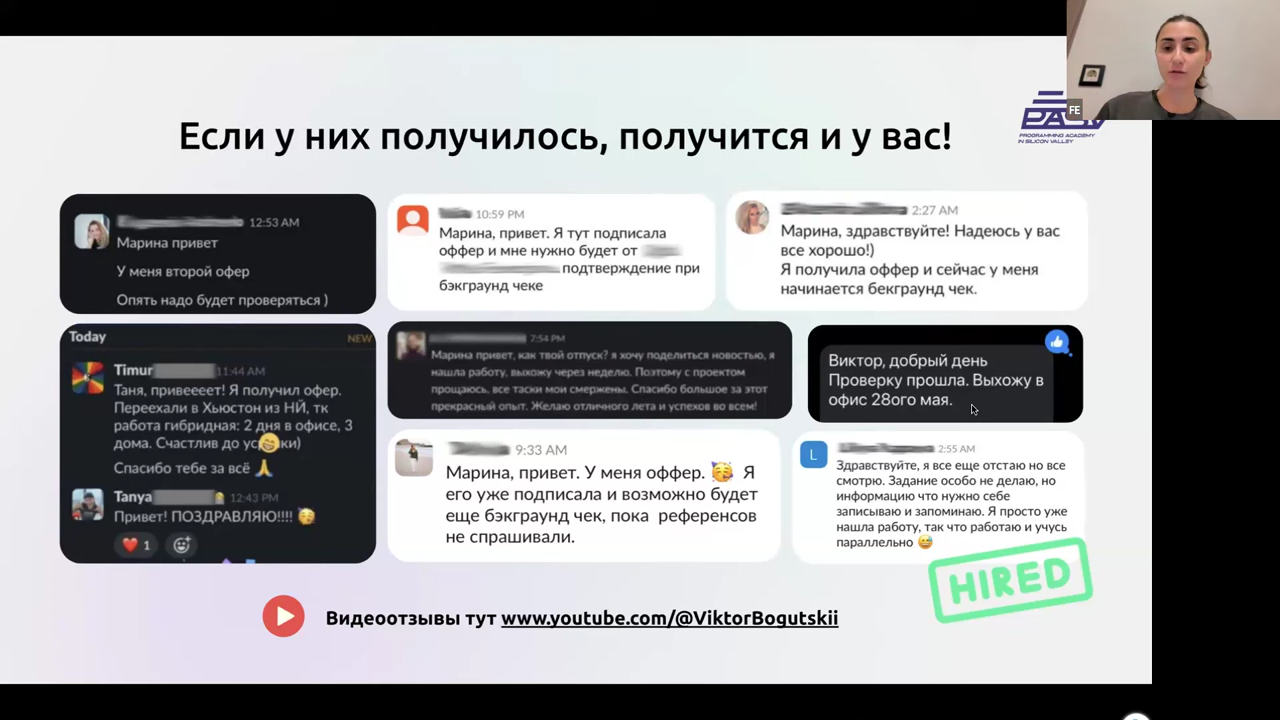 FE
PASV
PROGRAMMING ACADEMY
IN SILICON VALLEY
Если у них получилось, получится и у вас!
12:53 AM
Марина привет
У меня второй офер
Опять надо будет проверяться )
10:59 PM
Марина, привет. Я тут подписала
оффер и мне нужно будет от
подтверждение при
бэкграунд чеке
2:27 AM
Марина, здравствуйте! Надеюсь у вас
все хорошо!)
Я получила оффер и сейчас у меня
начинается бекграунд чек.
Today
NEW
Timur
11:44 AM
Таня, привеееет! Я получил офер.
Переехали в Хьюстон из НЙ, тк
работа гибридная: 2 дня в офисе, 3
дома. Счастлив до
Спасибо тебе за всё 🙏
Tanya
12:43 PM
Привет! ПОЗДРАВЛЯЮ!!!! 🥳
❤️ 1
7:54 PM
Марина привет, как твой отпуск? я хочу поделиться новостью, я
нашла работу, выхожу через неделю. Поэтому с проектом
прощаюсь, все таски мои смержены. Спасибо большое за этот
прекрасный опыт. Желаю отличного лета и успехов во всем!
Виктор, добрый день
Проверку прошла. Выхожу в
офис 28ого мая.
9:33 AM
Марина, привет. У меня оффер. 🥳 Я
его уже подписала и возможно будет
еще бэкграунд чек, пока референсов
не спрашивали.
L
2:55 AM
Здравствуйте, я все еще отстаю но все
смотрю. Задание особо не делаю, но
информацию что нужно себе
записываю и запоминаю. Я просто уже
нашла работу, так что работаю и учусь
параллельно 😅
HIRED
Видеоотзывы тут www.youtube.com/@ViktorBogutskii